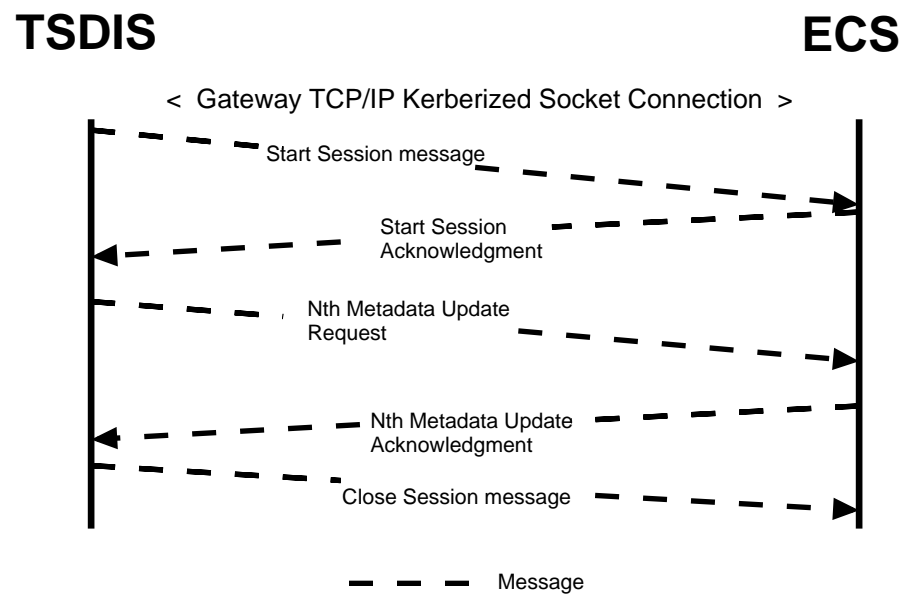 TSDIS
ECS
< Gateway TCP/IP Kerberized Socket Connection >
Start Session message
Start Session
Acknowledgment
Nth Metadata Update
Request
Nth Metadata Update
Acknowledgment
Close Session message
Message